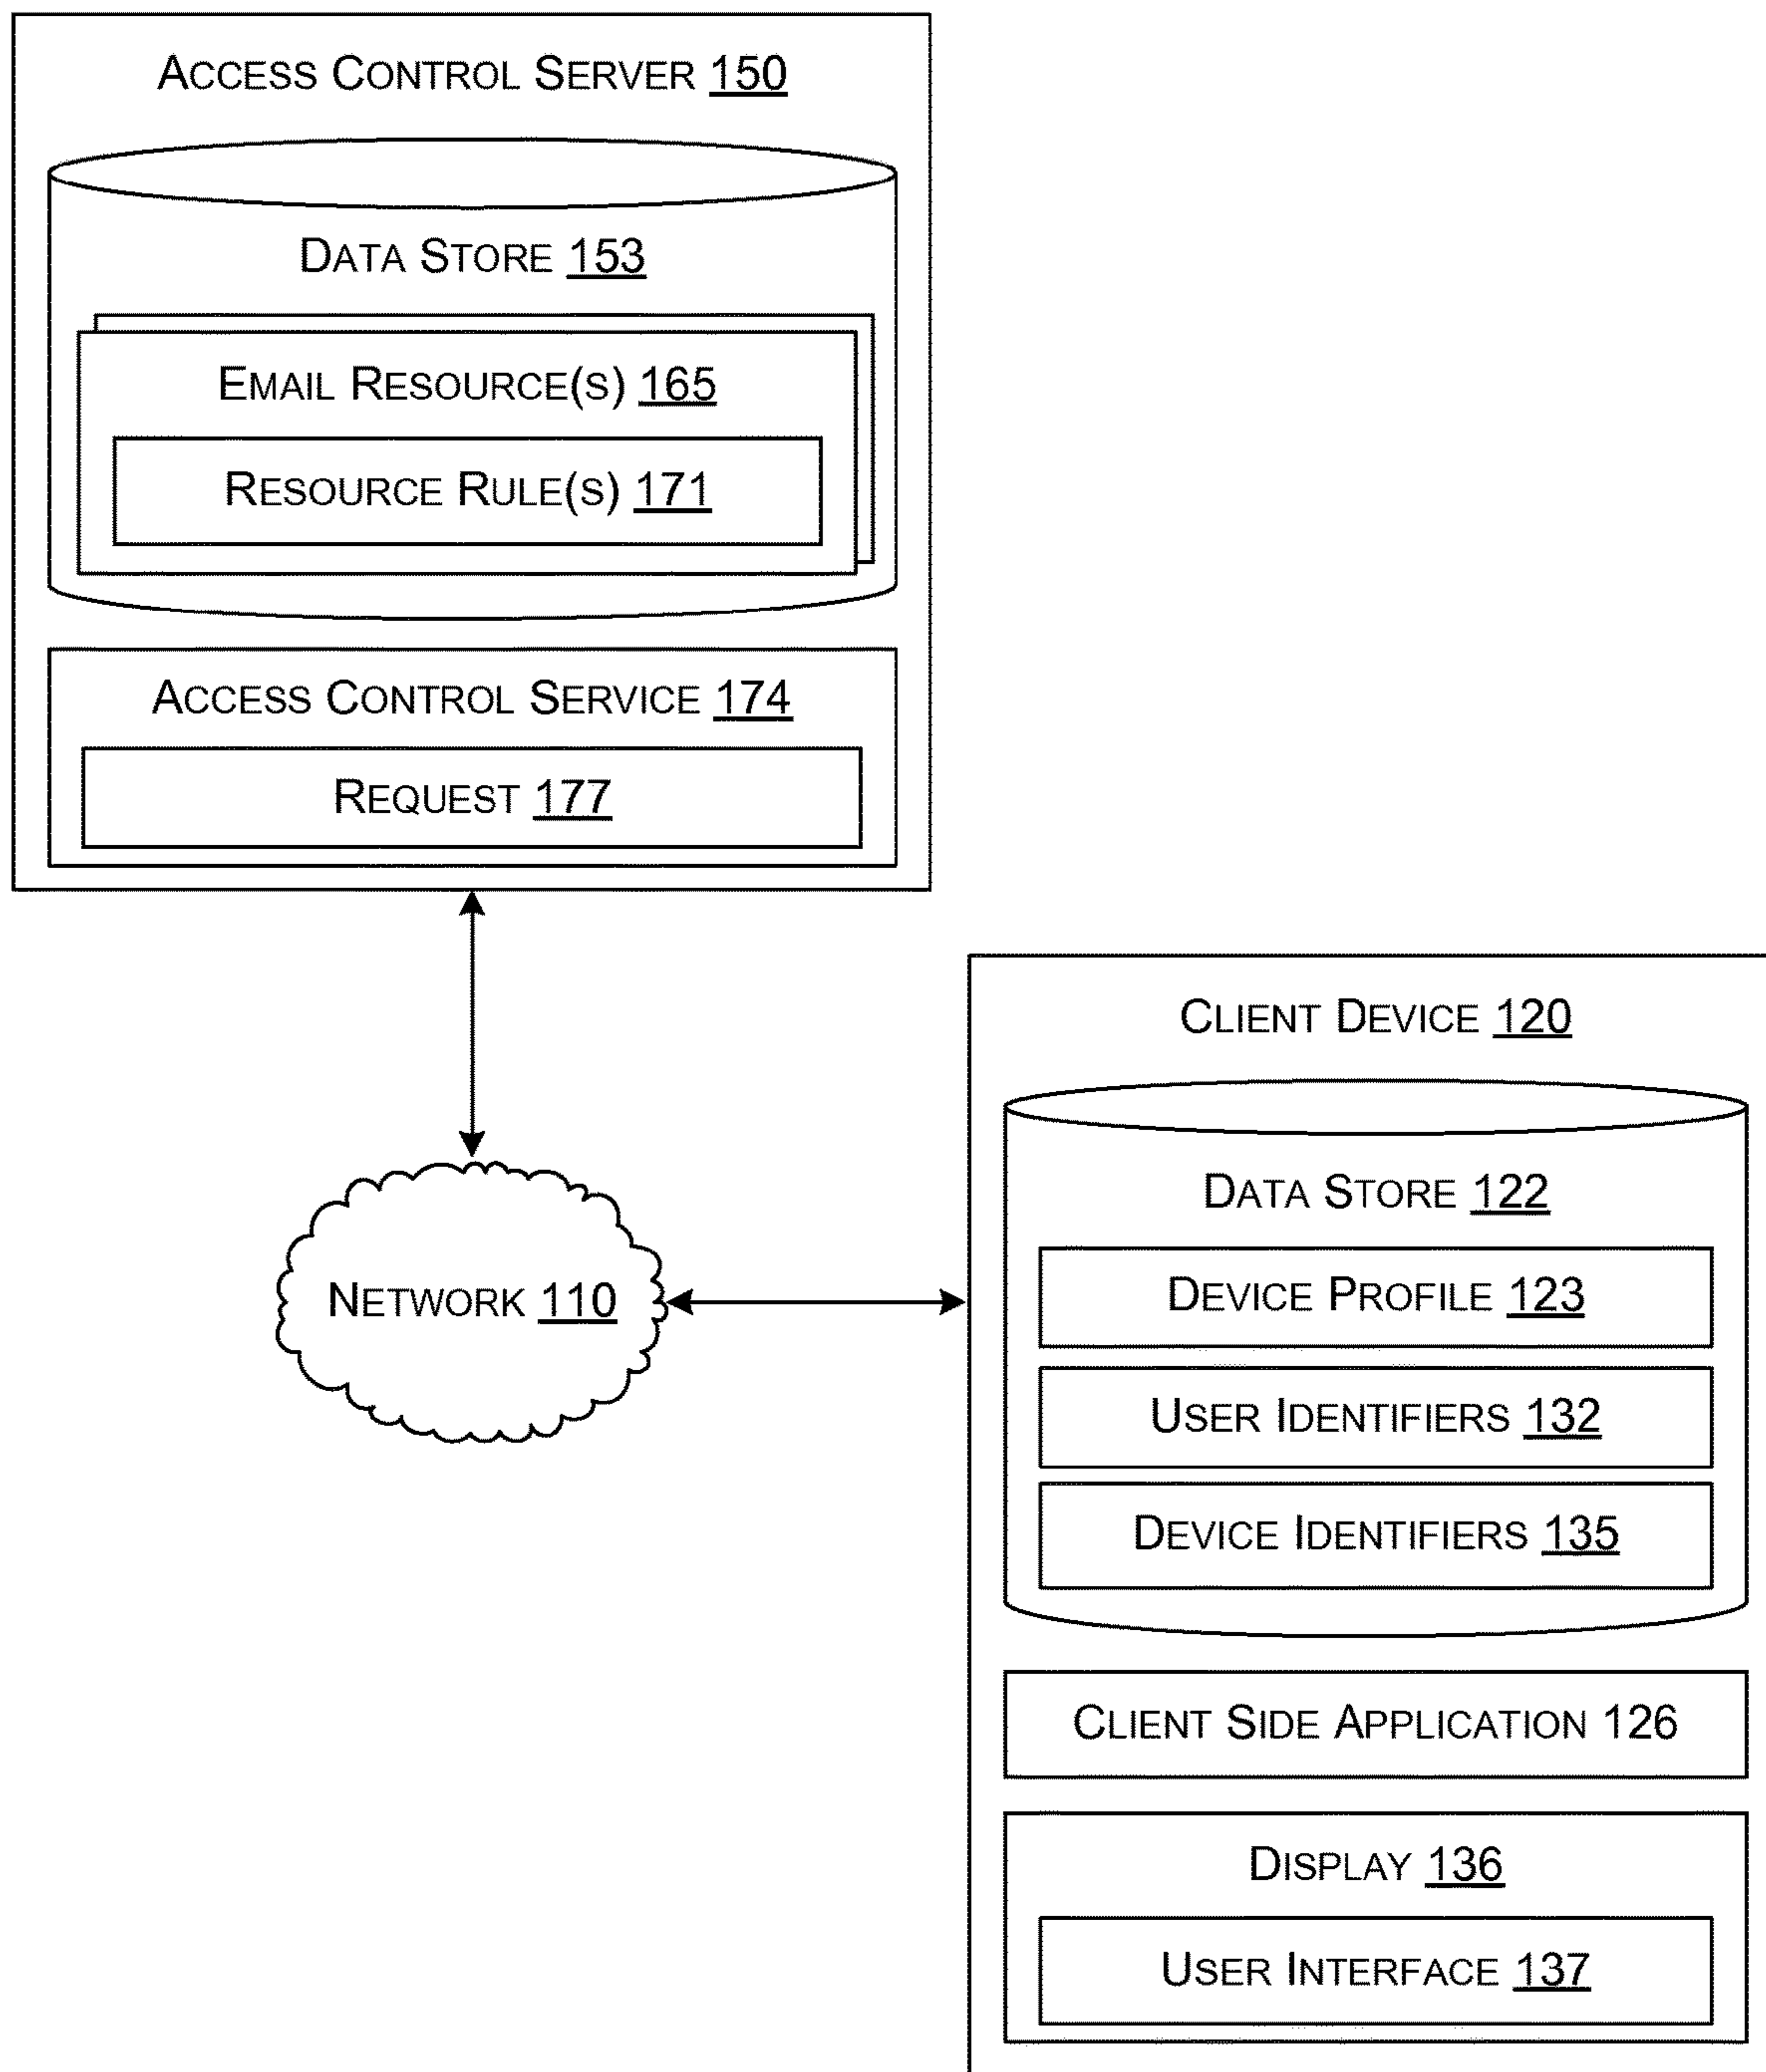 ACCESS CONTROL SERVER 150
DATA STORE 153
EMAIL RESOURCE(S) 165
RESOURCE RULE(S) 171
ACCESS CONTROL SERVICE 174
REQUEST 177
NETWORK 110
CLIENT DEVICE 120
DATA STORE 122
DEVICE PROFILE 123
USER IDENTIFIERS 132
DEVICE IDENTIFIERS 135
CLIENT SIDE APPLICATION 126
DISPLAY 136
USER INTERFACE 137